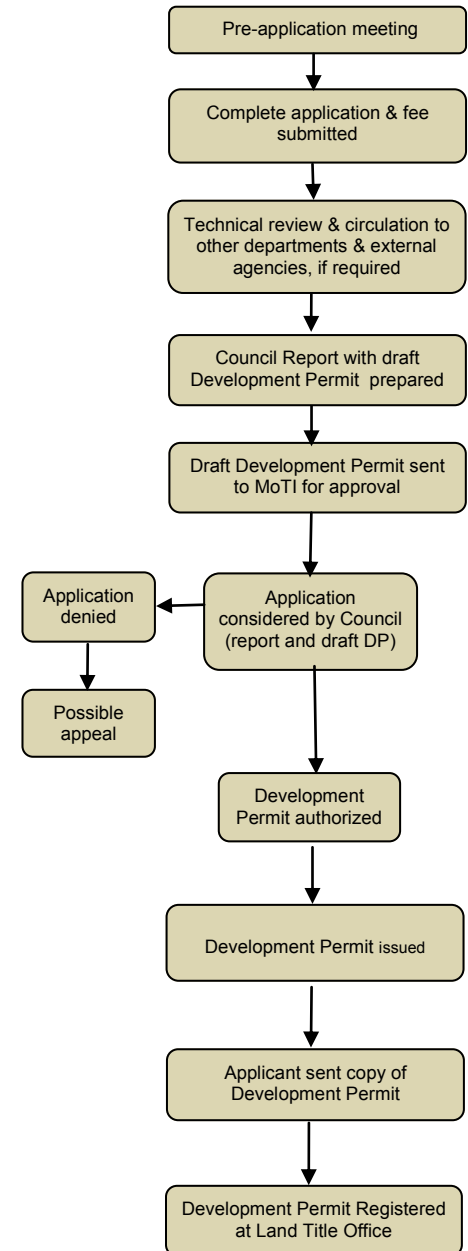 Pre-application meeting
Complete application & fee
submitted
Technical review & circulation to
other departments & external
agencies, if required
Council Report with draft
Development Permit prepared
Draft Development Permit sent
to MoTI for approval
Application
denied
Application
considered by Council
(report and draft DP)
Possible
appeal
Development
Permit authorized
Development Permit issued
Applicant sent copy of
Development Permit
Development Permit Registered
at Land Title Office